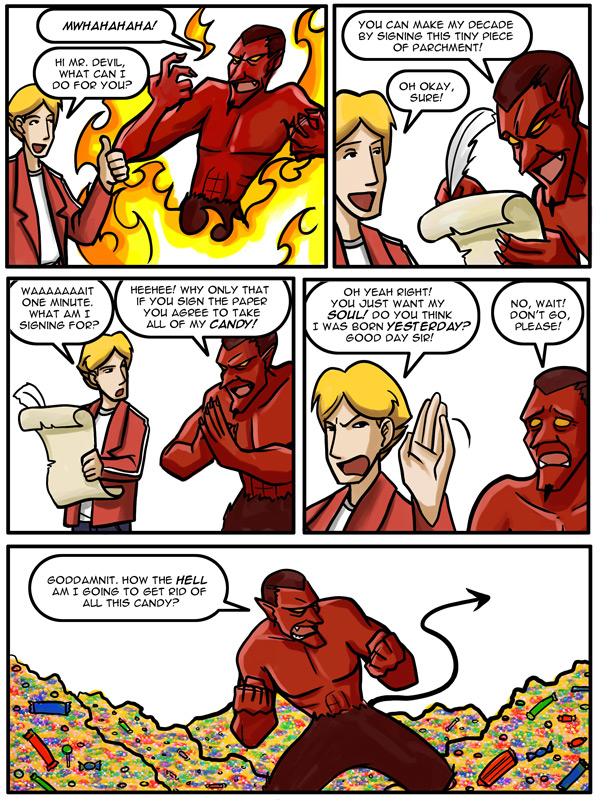 MWHAHAHAHA!
HI MR. DEVIL,
WHAT CAN I
DO FOR YOU?
YOU CAN MAKE MY DECADE
BY SIGNING THIS TINY PIECE
OF PARCHMENT!
OH OKAY,
SURE!
WAAAAAAAIT
ONE MINUTE.
WHAT AM I
SIGNING FOR?
HEEHEE! WHY ONLY THAT
IF YOU SIGN THE PAPER
YOU AGREE TO TAKE
ALL OF MY CANDY!
OH YEAH RIGHT!
YOU JUST WANT MY
SOUL! DO YOU THINK
I WAS BORN YESTERDAY?
GOOD DAY SIR!
NO, WAIT!
DON'T GO,
PLEASE!
GODDAMNIT. HOW THE HELL
AM I GOING TO GET RID OF
ALL THIS CANDY?